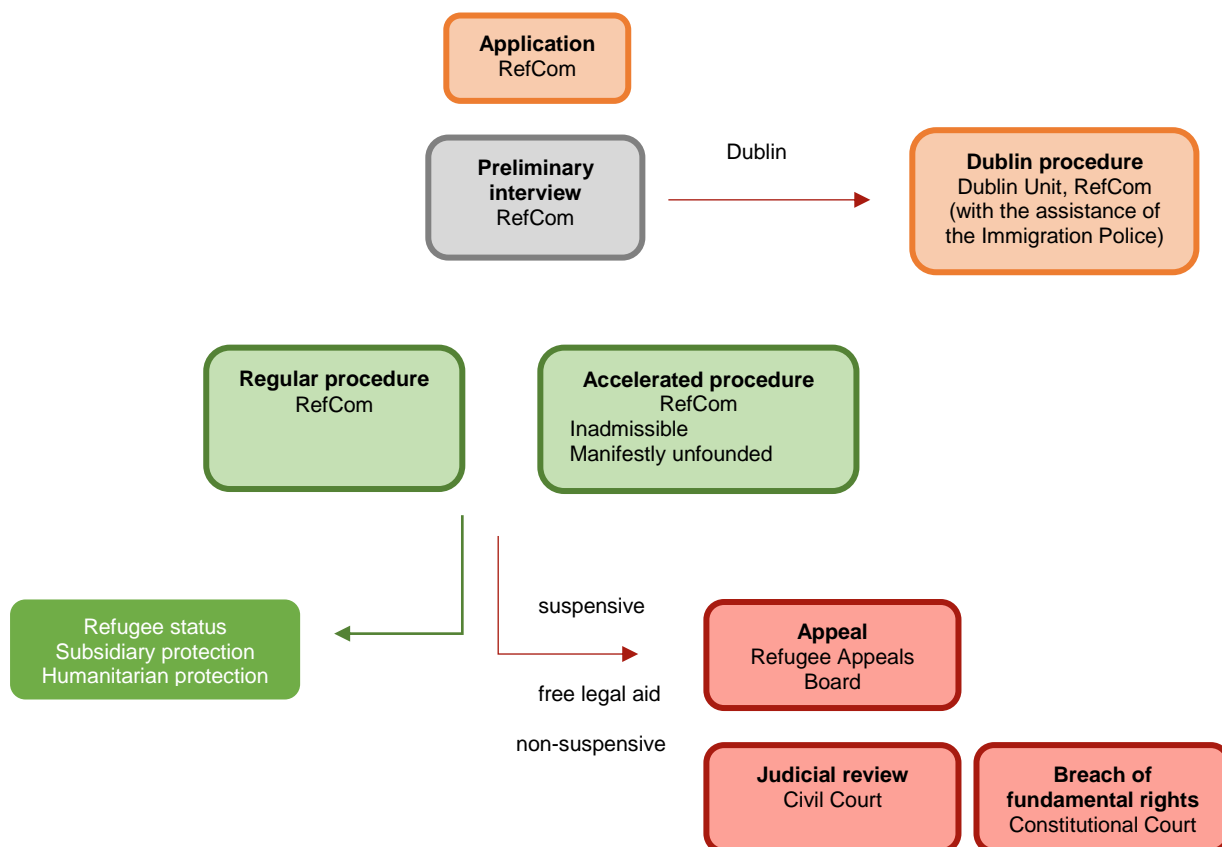 Application
RefCom
Preliminary
interview
RefCom
Dublin
Dublin procedure
Dublin Unit, RefCom
(with the assistance of
the Immigration Police)
Regular procedure
RefCom
Accelerated procedure
RefCom
Inadmissible
Manifestly unfounded
Refugee status
Subsidiary protection
Humanitarian protection
suspensive
free legal aid
non-suspensive
Appeal
Refugee Appeals
Board
Judicial review
Civil Court
Breach of
fundamental rights
Constitutional Court